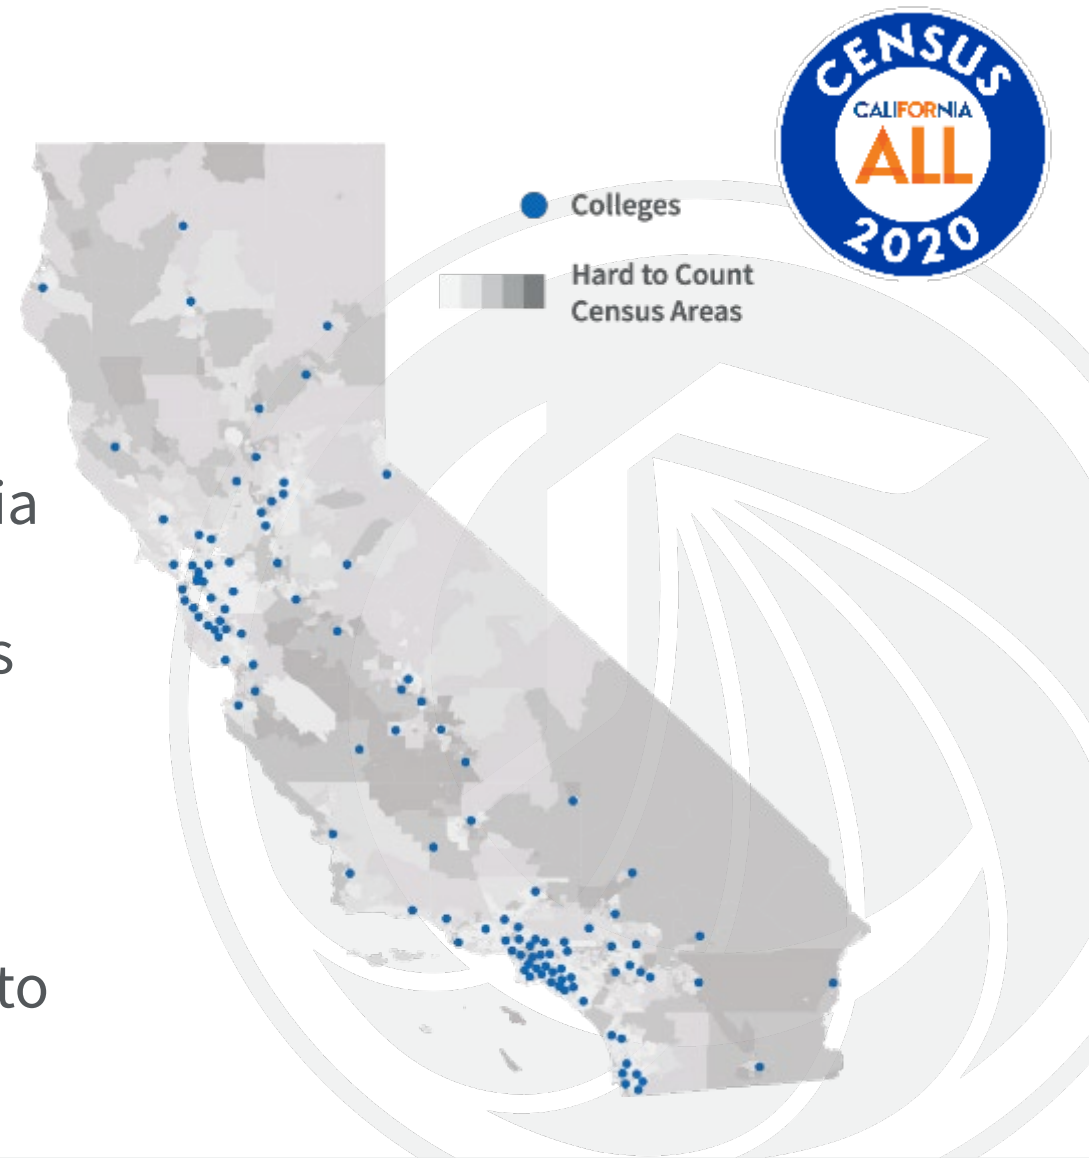 CENSUS
CALIFORNIA
ALL
2020
Colleges
Hard to Count
Census Areas
ia
s
to